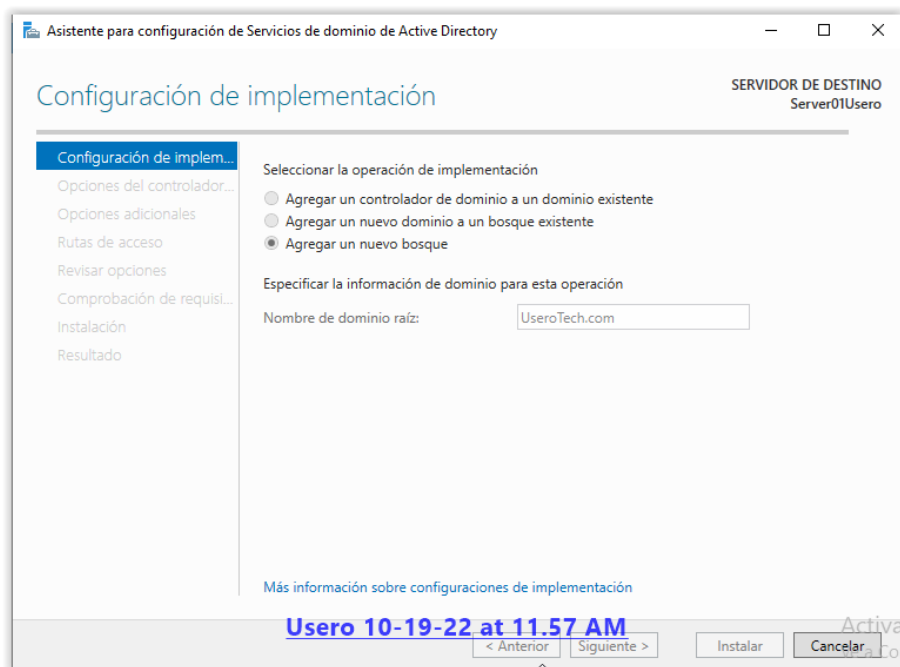 Asistente para configuración de Servicios de dominio de Active Directory
Configuración de implementación
SERVIDOR DE DESTINO
Server01Usero
Configuración de implem...
Opciones del controlador...
Opciones adicionales
Rutas de acceso
Revisar opciones
Comprobación de requisi...
Instalación
Resultado
Seleccionar la operación de implementación
Agregar un controlador de dominio a un dominio existente
Agregar un nuevo dominio a un bosque existente
Agregar un nuevo bosque
Especificar la información de dominio para esta operación
Nombre de dominio raíz:
UseroTech.com
Más información sobre configuraciones de implementación
Usero 10-19-22 at 11.57 AM
< Anterior
Siguiente >
Instalar
Cancelar
Activa